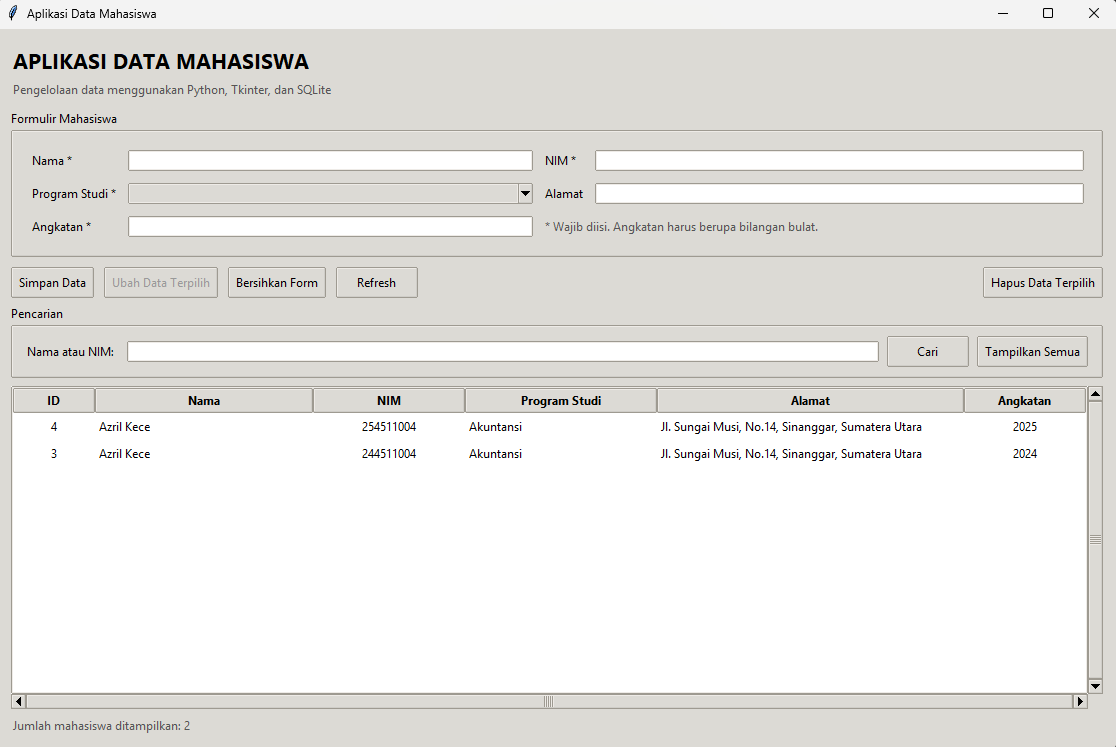 Aplikasi Data Mahasiswa
APLIKASI DATA MAHASISWA
Pengelolaan data menggunakan Python, Tkinter, dan SQLite
Formulir Mahasiswa
Nama * NIM *
Program Studi * Alamat
Angkatan * * Wajib diisi. Angkatan harus berupa bilangan bulat.
Simpan Data Ubah Data Terpilih Bersihkan Form Refresh Hapus Data Terpilih
Pencarian
Nama atau NIM: Cari Tampilkan Semua
ID Nama NIM Program Studi Alamat Angkatan
4 Azril Kece 254511004 Akuntansi Jl. Sungai Musi, No.14, Sinanggar, Sumatera Utara 2025
3 Azril Kece 244511004 Akuntansi Jl. Sungai Musi, No.14, Sinanggar, Sumatera Utara 2024
Jumlah mahasiswa ditampilkan: 2